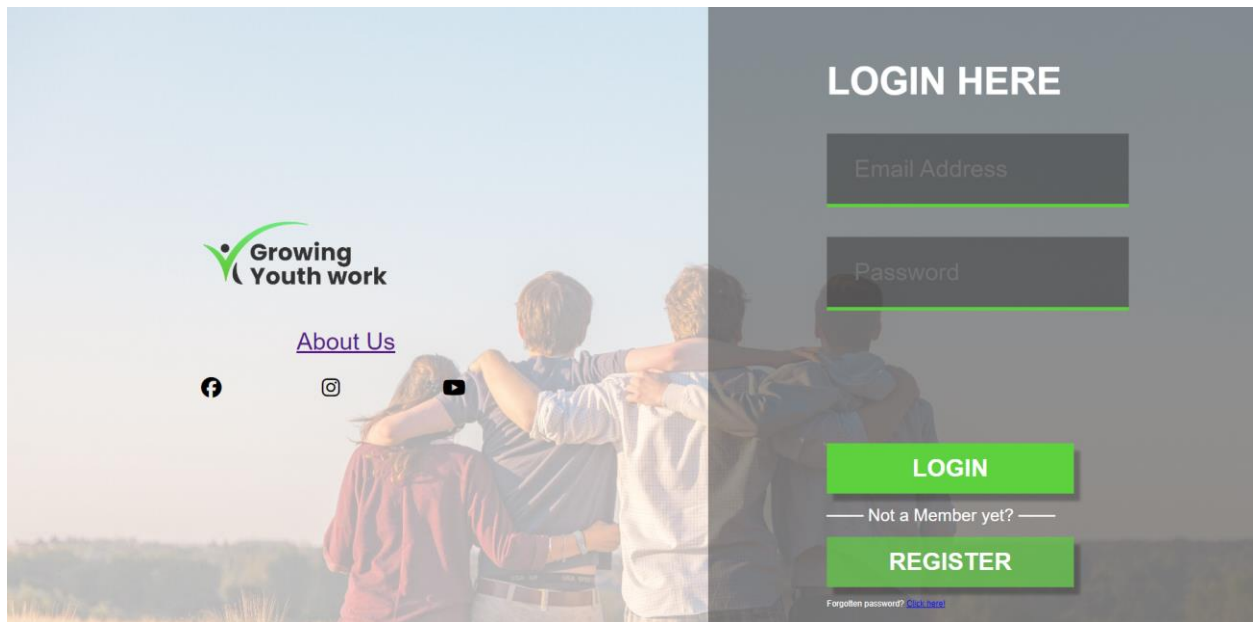 Growing
Youth work
About Us
LOGIN HERE
Email Address
Password
LOGIN
Not a Member yet?
REGISTER
Forgotten password? Click here!